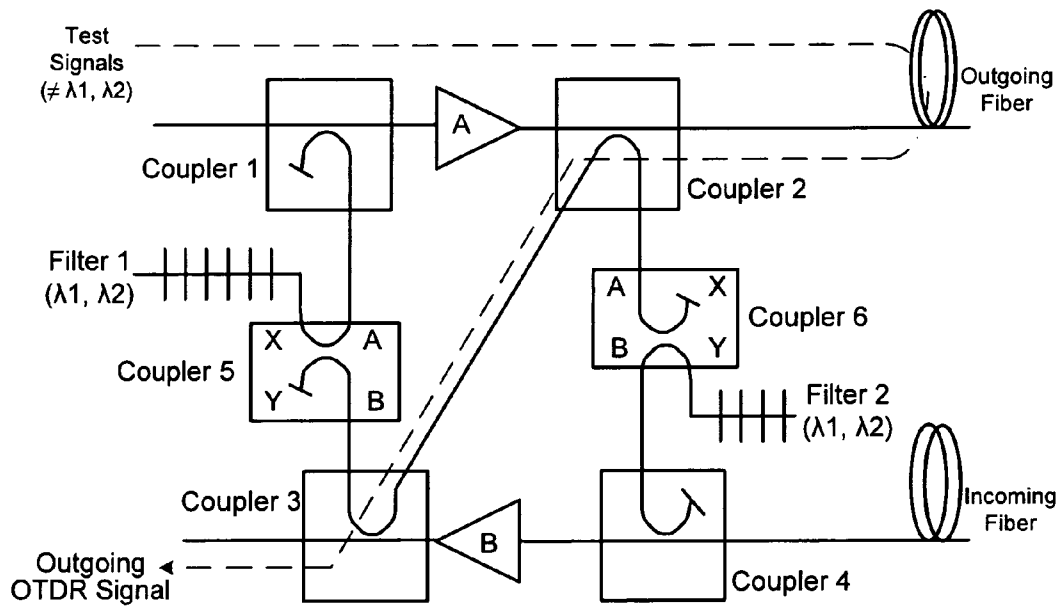 Test
Signals
(≠ λ1, λ2)
A
Outgoing
Fiber
Coupler 1
Coupler 2
Filter 1
(λ1, λ2)
A X
B Y
Coupler 6
X A
Y B
Coupler 5
Filter 2
(λ1, λ2)
Coupler 3
B
Incoming
Fiber
Outgoing
OTDR Signal
Coupler 4